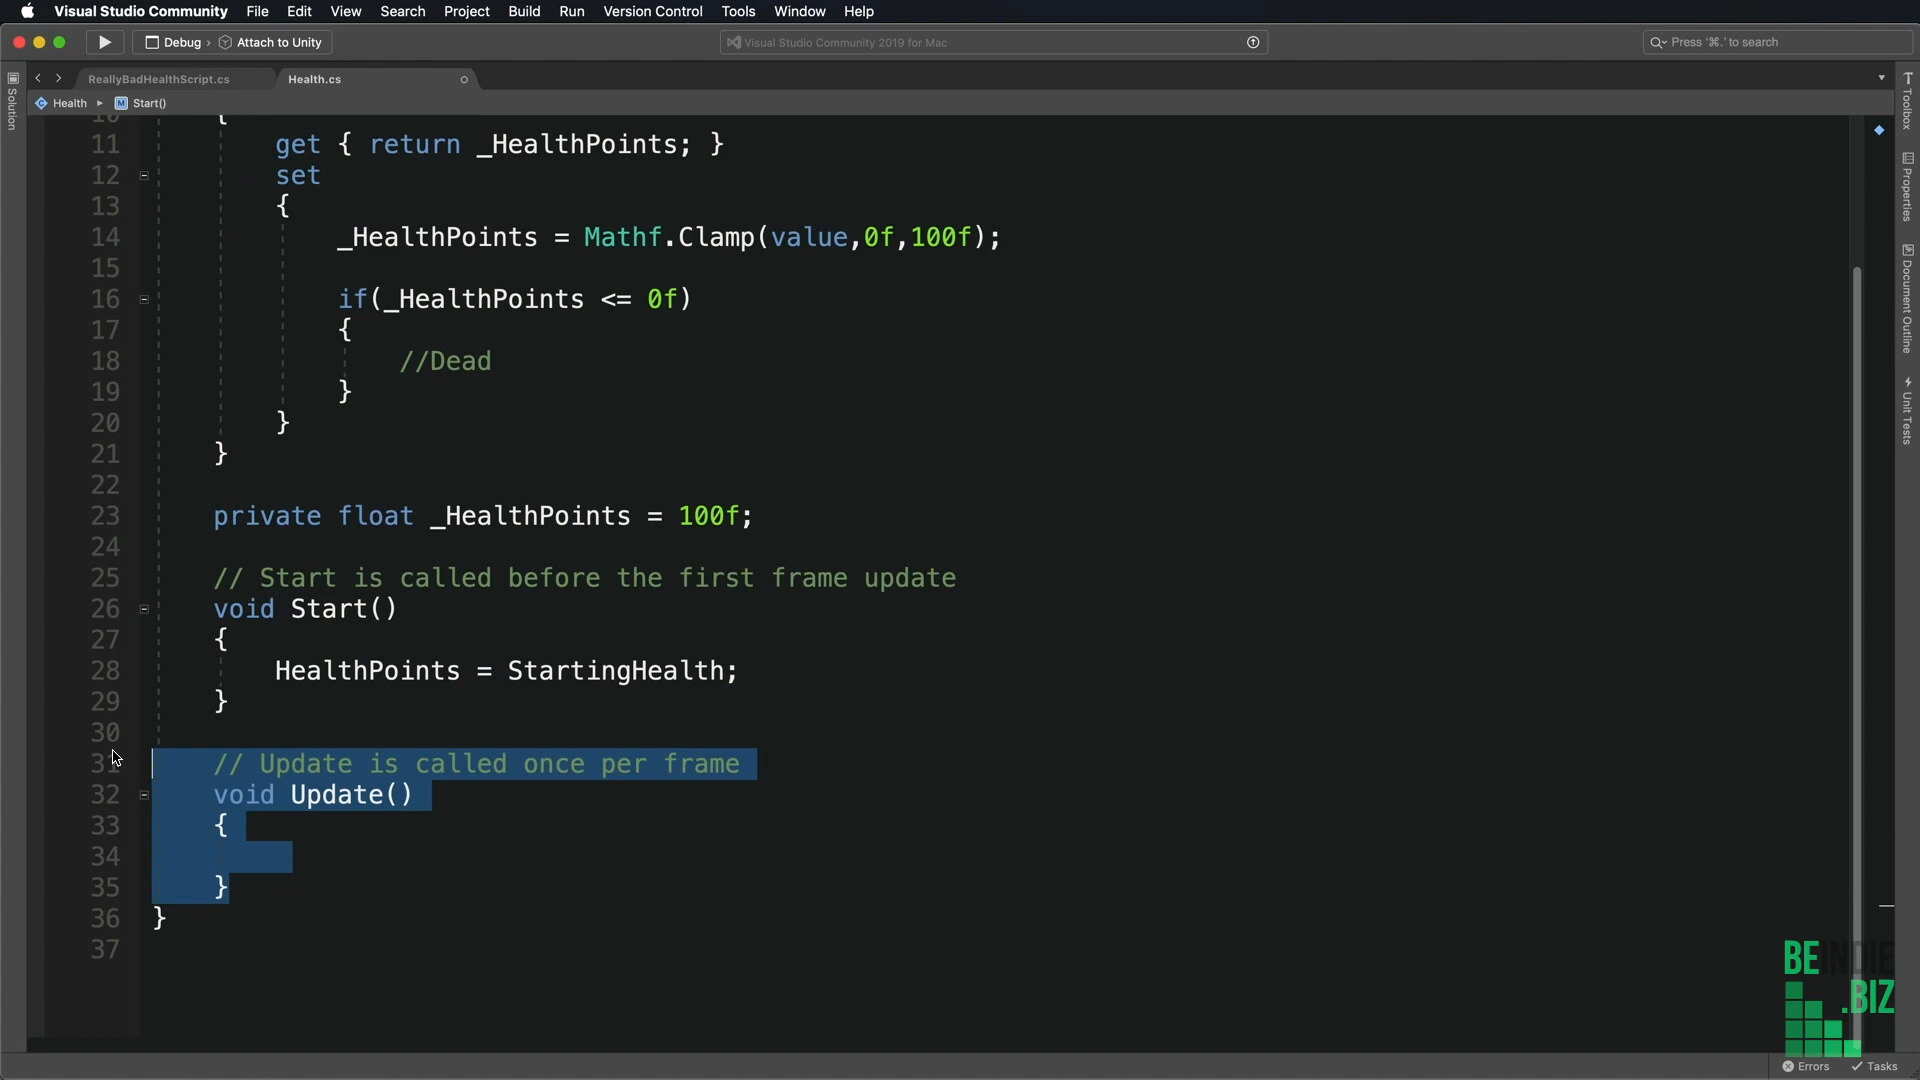 Visual Studio Community File Edit View Search Project Build Run Version Control Tools Window Help
Debug › Attach to Unity
Visual Studio Community 2019 for Mac
Press '⌘.' to search
ReallyBadHealthScript.cs
Health.cs
Health ▸ M Start()
Solution
Toolbox
Properties
Document Outline
Unit Tests
10 {
11 get { return _HealthPoints; }
12 set
13 {
14 _HealthPoints = Mathf.Clamp(value,0f,100f);
15
16 if(_HealthPoints <= 0f)
17 {
18 //Dead
19 }
20 }
21 }
22
23 private float _HealthPoints = 100f;
24
25 // Start is called before the first frame update
26 void Start()
27 {
28 HealthPoints = StartingHealth;
29 }
30
31 // Update is called once per frame
32 void Update()
33 {
34
35 }
36 }
37
BEINDIE
.BIZ
Errors Tasks